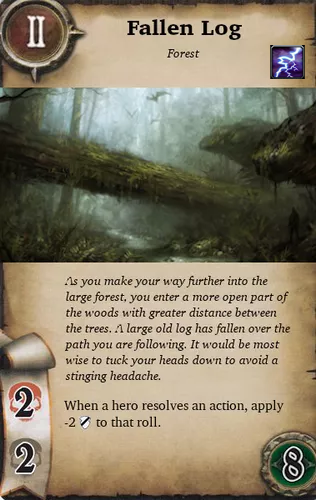 II
Fallen Log
Forest
As you make your way further into the
large forest, you enter a more open part of
the woods with greater distance between
the trees. A large old log has fallen over the
path you are following. It would be most
wise to tuck your heads down to avoid a
stinging headache.
2
When a hero resolves an action, apply
-2 to that roll.
2
8